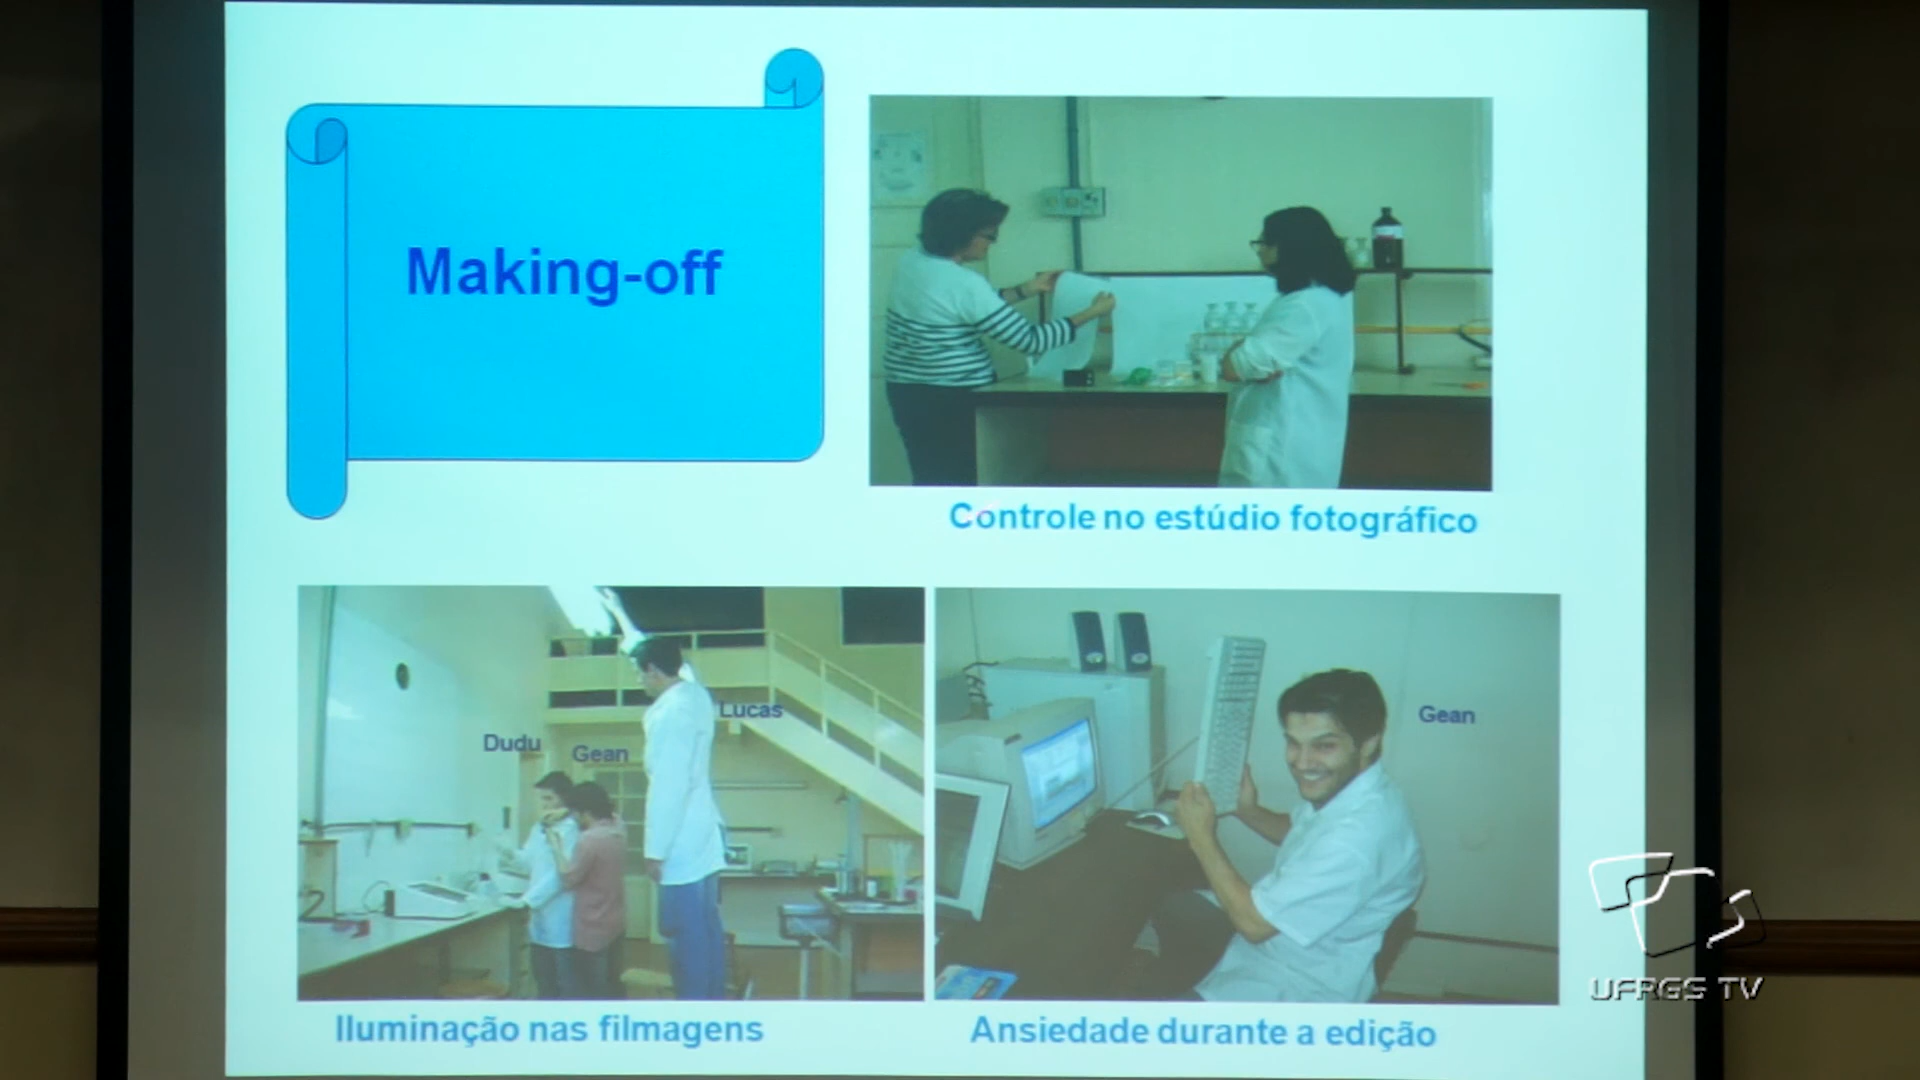 Making-off
Controle no estúdio fotográfico
Lucas
Dudu
Gean
Gean
Iluminação nas filmagens
Ansiedade durante a edição
UFRGS TV